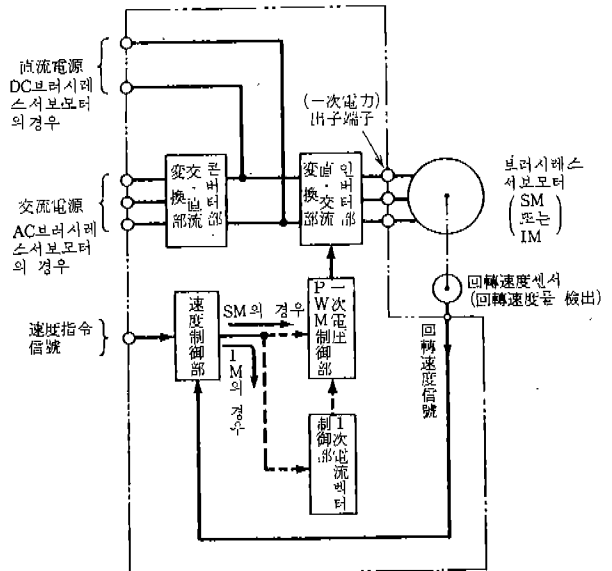 直流電源
DC브러시레
스서보모터
의경우
(一次電力)
出子端子
交流電源
AC브러시레
스서보모터
의 경우
變換部
交·直流
콘버터部
變換部
直·交流
인버터部
브러시레스
서보모터
(SM
또는
IM)
回轉速度센서
(回轉速度를 檢出)
速度指令
信號
速度制御部
SM의 경우
1M의 경우
PWM制御部
一次電圧
制御部
1次電流벡터
回轉速度信號